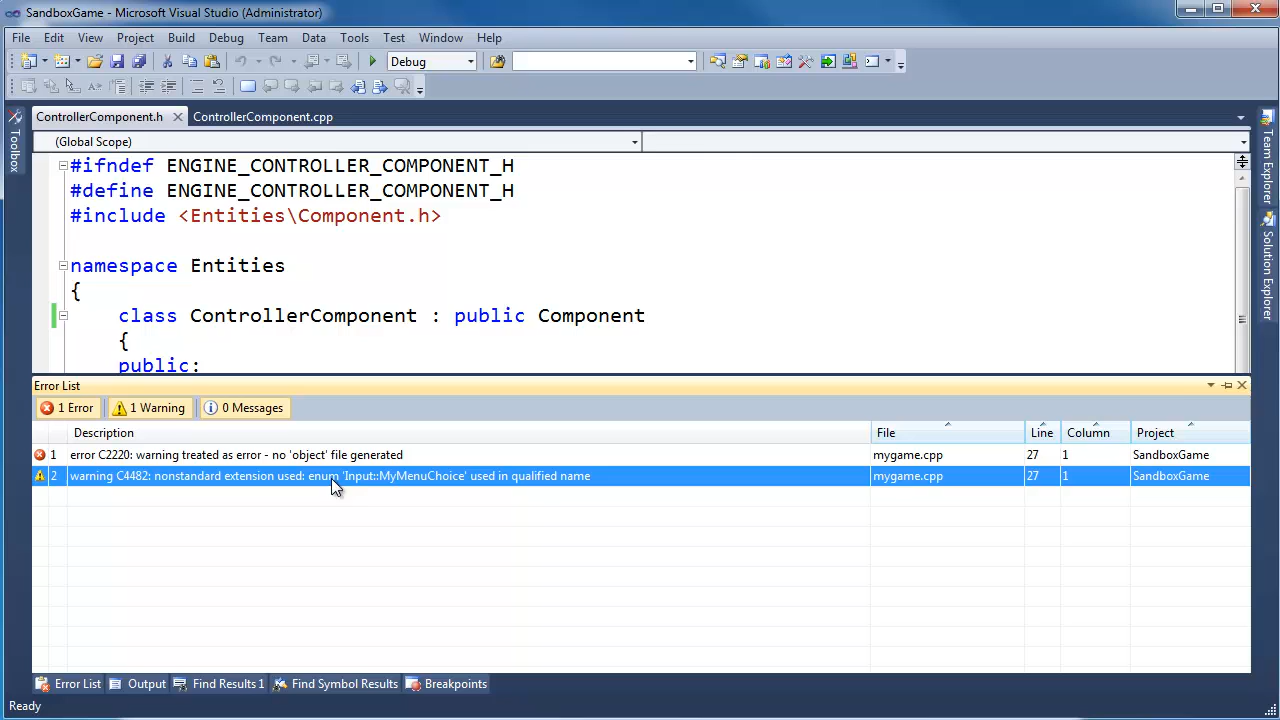 SandboxGame - Microsoft Visual Studio (Administrator)
File Edit View Project Build Debug Team Data Tools Test Window Help
Debug
ControllerComponent.h ControllerComponent.cpp
(Global Scope)
Toolbox
#ifndef ENGINE_CONTROLLER_COMPONENT_H
#define ENGINE_CONTROLLER_COMPONENT_H
#include <Entities\Component.h>
namespace Entities
{
class ControllerComponent : public Component
{
public:
Team Explorer
Solution Explorer
Error List
1 Error 1 Warning 0 Messages
Description File Line Column Project
1 error C2220: warning treated as error - no 'object' file generated mygame.cpp 27 1 SandboxGame
2 warning C4482: nonstandard extension used: enum 'Input::MyMenuChoice' used in qualified name mygame.cpp 27 1 SandboxGame
Error List Output Find Results 1 Find Symbol Results Breakpoints
Ready